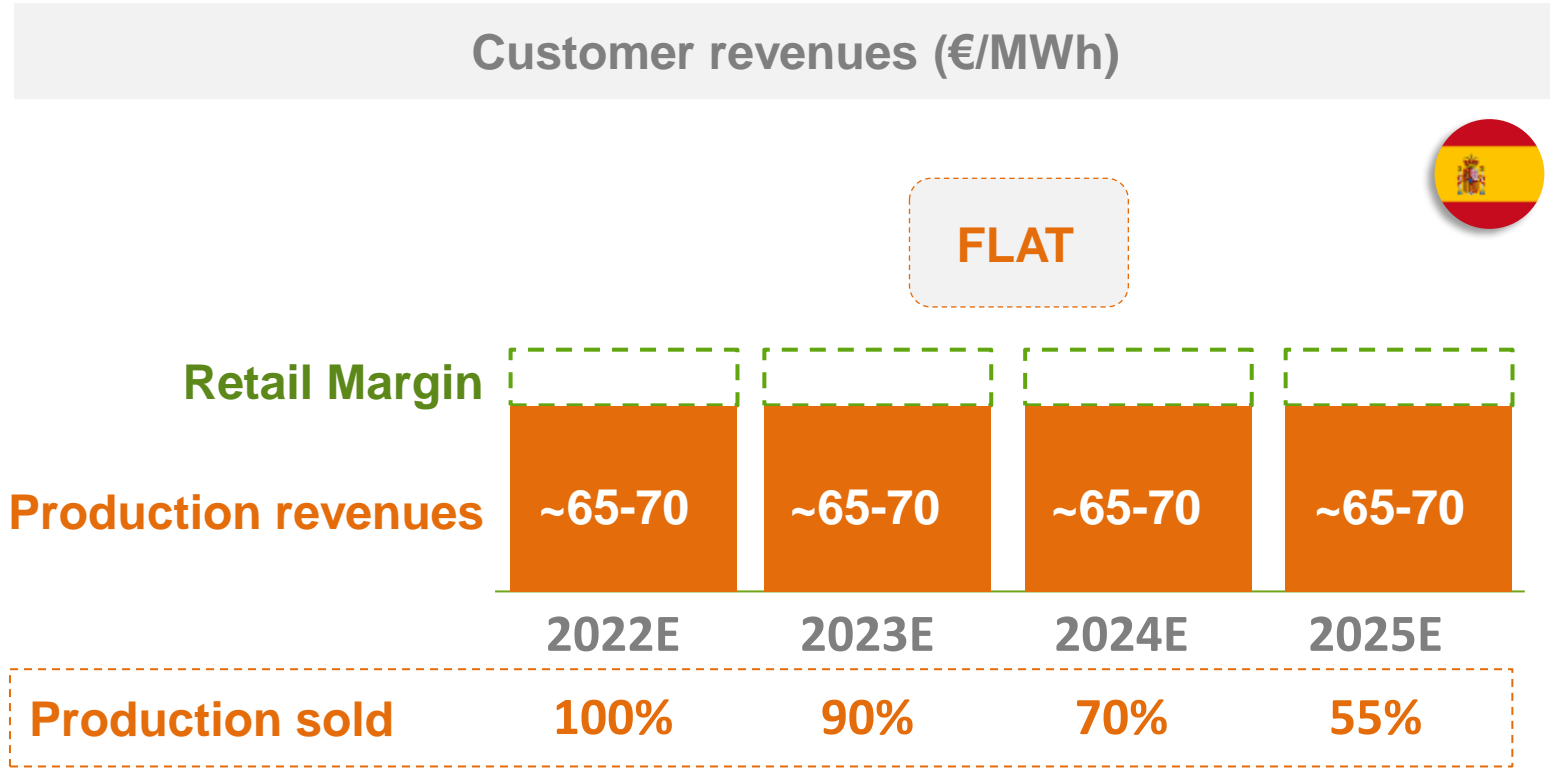 Customer revenues (€/MWh)
FLAT
Retail Margin
Production revenues
~65-70 ~65-70 ~65-70 ~65-70
2022E 2023E 2024E 2025E
Production sold 100% 90% 70% 55%